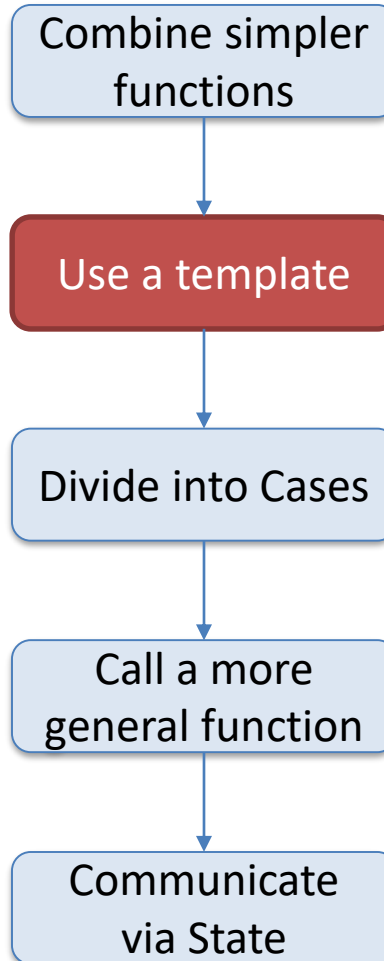 Combine simpler
functions
Use a template
Divide into Cases
Call a more
general function
Communicate
via State